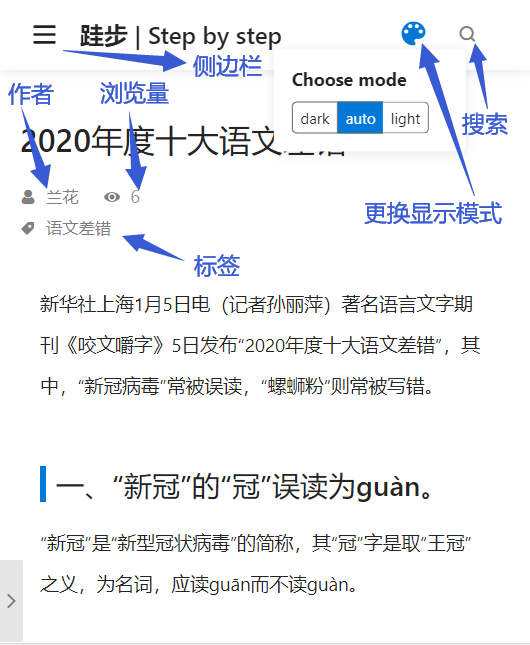 跬步 | Step by step
侧边栏
Choose mode
dark auto light
作者
浏览量
搜索
2020年度十大语文差错
兰花 6
更换显示模式
语文差错
标签
新华社上海1月5日电（记者孙丽萍）著名语言文字期
刊《咬文嚼字》5日发布“2020年度十大语文差错”，其
中，“新冠病毒”常被误读，“螺蛳粉”则常被写错。
一、“新冠”的“冠”误读为guàn。
“新冠”是“新型冠状病毒”的简称，其“冠”字是取“王冠”
之义，为名词，应读guān而不读guàn。